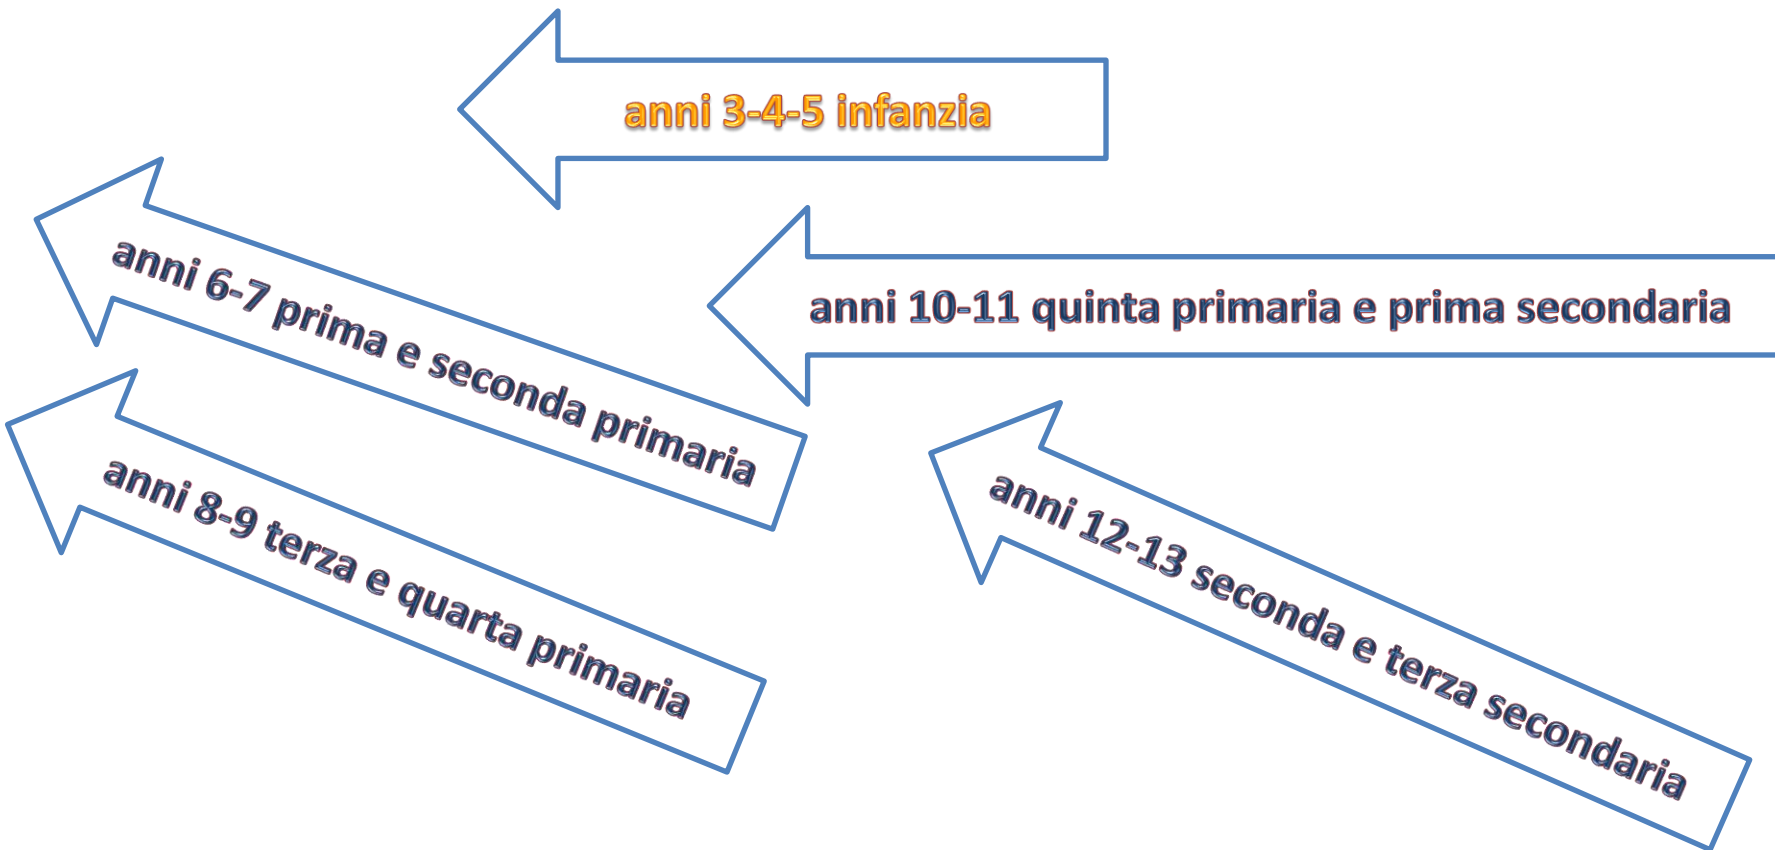 anni 3-4-5 infanzia
anni 6-7 prima e seconda primaria
anni 10-11 quinta primaria e prima secondaria
anni 8-9 terza e quarta primaria
anni 12-13 seconda e terza secondaria